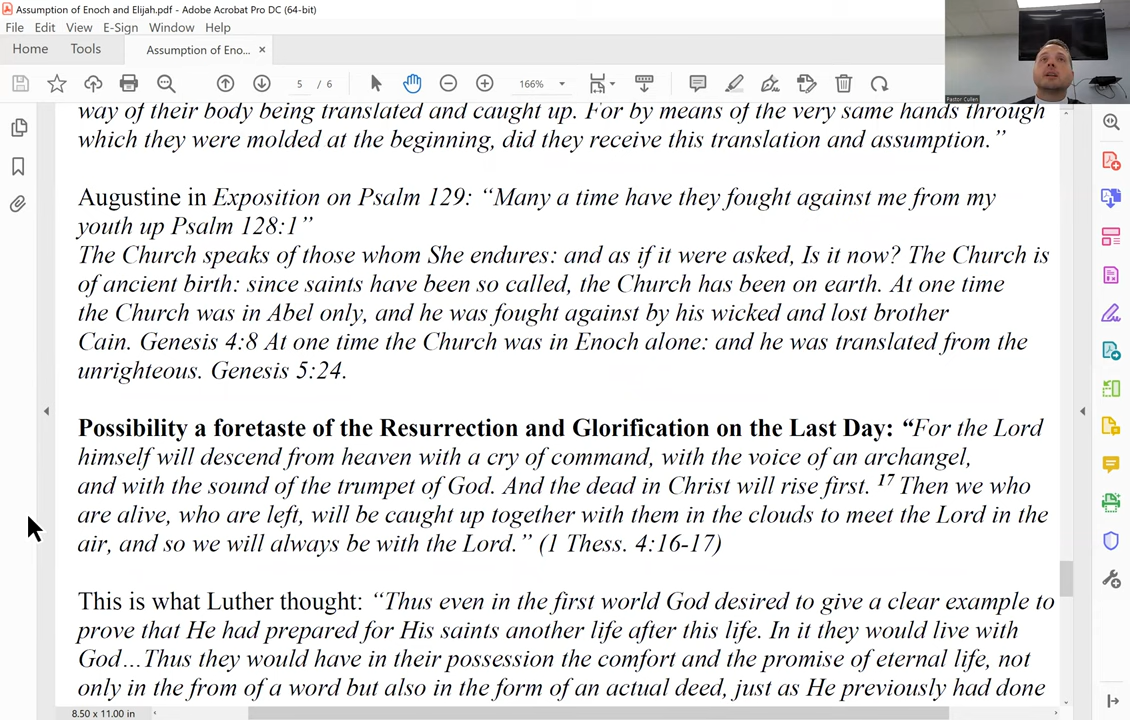 Assumption of Enoch and Elijah.pdf - Adobe Acrobat Pro DC (64-bit)
File Edit View E-Sign Window Help
Home Tools Assumption of Eno... ×
5 / 6 166%
Pastor Cullen
way of their body being translated and caught up. For by means of the very same hands through
which they were molded at the beginning, did they receive this translation and assumption.”
Augustine in Exposition on Psalm 129: “Many a time have they fought against me from my
youth up Psalm 128:1”
The Church speaks of those whom She endures: and as if it were asked, Is it now? The Church is
of ancient birth: since saints have been so called, the Church has been on earth. At one time
the Church was in Abel only, and he was fought against by his wicked and lost brother
Cain. Genesis 4:8 At one time the Church was in Enoch alone: and he was translated from the
unrighteous. Genesis 5:24.
Possibility a foretaste of the Resurrection and Glorification on the Last Day: “For the Lord
himself will descend from heaven with a cry of command, with the voice of an archangel,
and with the sound of the trumpet of God. And the dead in Christ will rise first. 17 Then we who
are alive, who are left, will be caught up together with them in the clouds to meet the Lord in the
air, and so we will always be with the Lord.” (1 Thess. 4:16-17)
This is what Luther thought: “Thus even in the first world God desired to give a clear example to
prove that He had prepared for His saints another life after this life. In it they would live with
God…Thus they would have in their possession the comfort and the promise of eternal life, not
only in the from of a word but also in the form of an actual deed, just as He previously had done
8.50 x 11.00 in